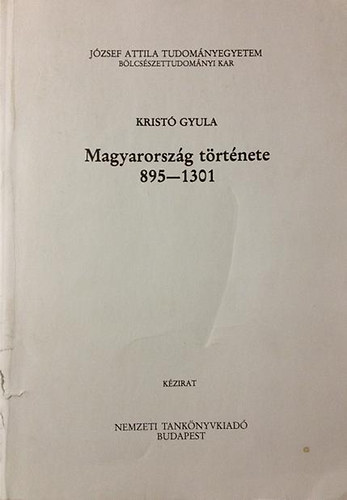 JÓZSEF ATTILA TUDOMÁNYEGYETEM
BÖLCSÉSZETTUDOMÁNYI KAR
KRISTÓ GYULA
Magyarország története
895—1301
KÉZIRAT
NEMZETI TANKÖNYVKIADÓ
BUDAPEST